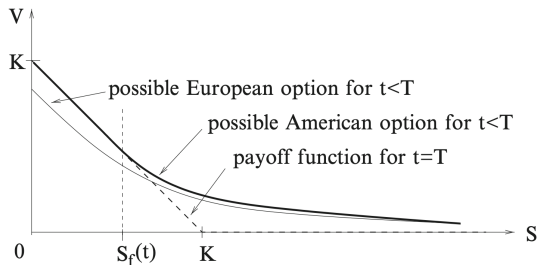 V
K
possible European option for t<T
possible American option for t<T
payoff function for t=T
0
S_f(t)
K
S